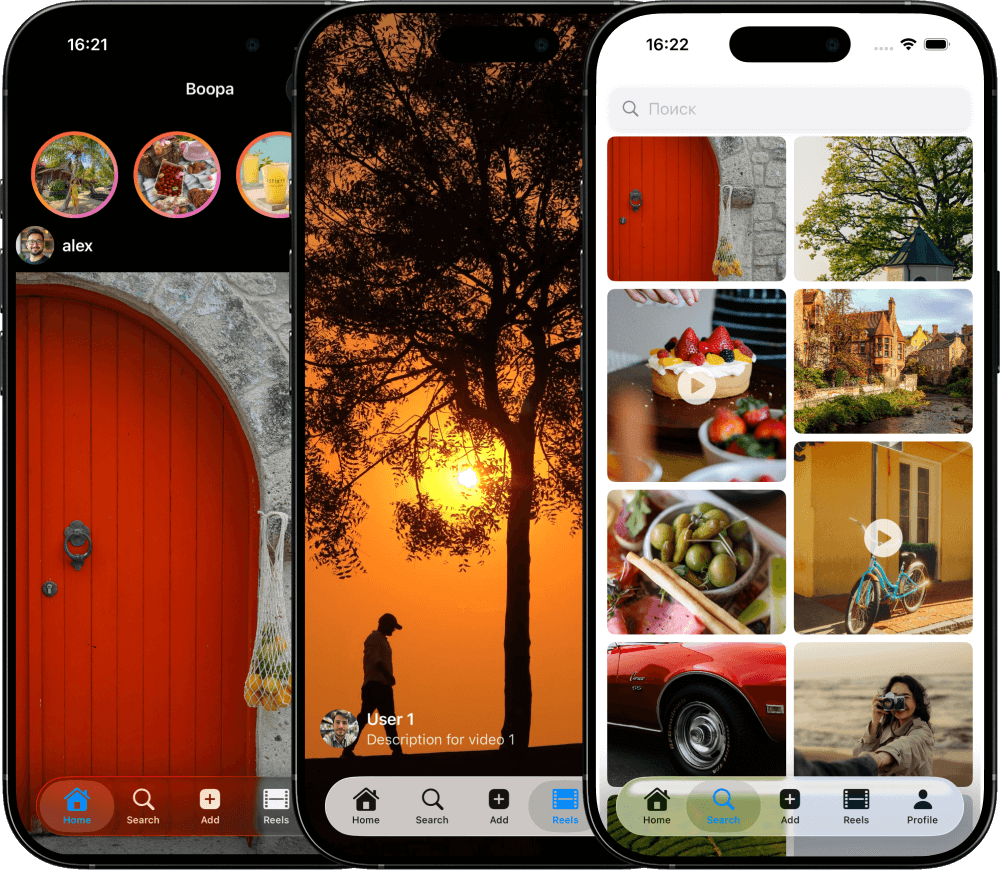 16:21
Boopa
alex
Home
Search
Add
Reels
User 1
Description for video 1
Home
Search
Add
Reels
16:22
Поиск
Home
Search
Add
Reels
Profile